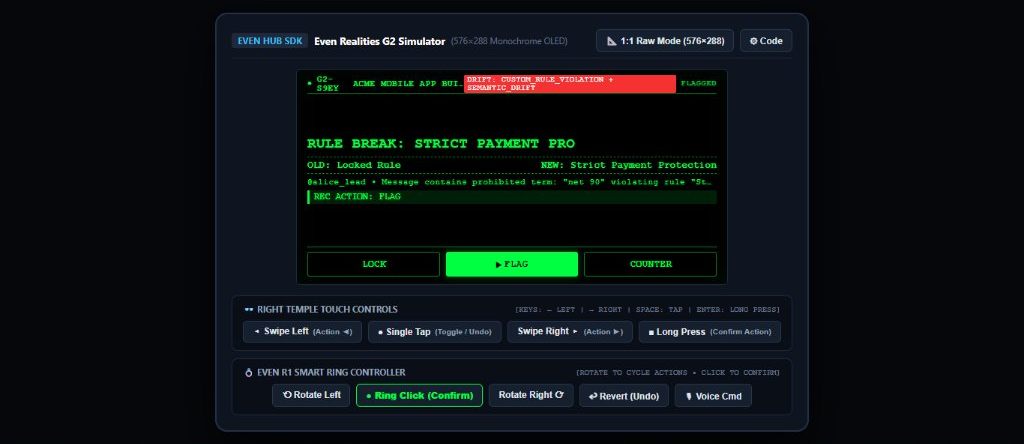 EVEN HUB SDK Even Realities G2 Simulator (576×288 Monochrome OLED) 📐 1:1 Raw Mode (576×288) ⚙ Code
● G2-S9EY ACME MOBILE APP BUI… DRIFT: CUSTOM_RULE_VIOLATION + SEMANTIC_DRIFT FLAGGED
RULE BREAK: STRICT PAYMENT PRO
OLD: Locked Rule NEW: Strict Payment Protection
@alice_lead • Message contains prohibited term: "net 90" violating rule "St…
REC ACTION: FLAG
LOCK ▶ FLAG COUNTER
🕶 RIGHT TEMPLE TOUCH CONTROLS [KEYS: ← LEFT | → RIGHT | SPACE: TAP | ENTER: LONG PRESS]
◄ Swipe Left (Action ◀) ● Single Tap (Toggle / Undo) Swipe Right ► (Action ▶) ■ Long Press (Confirm Action)
💍 EVEN R1 SMART RING CONTROLLER [ROTATE TO CYCLE ACTIONS • CLICK TO CONFIRM]
⟲ Rotate Left ● Ring Click (Confirm) Rotate Right ⟳ ↩ Revert (Undo) 🎙 Voice Cmd